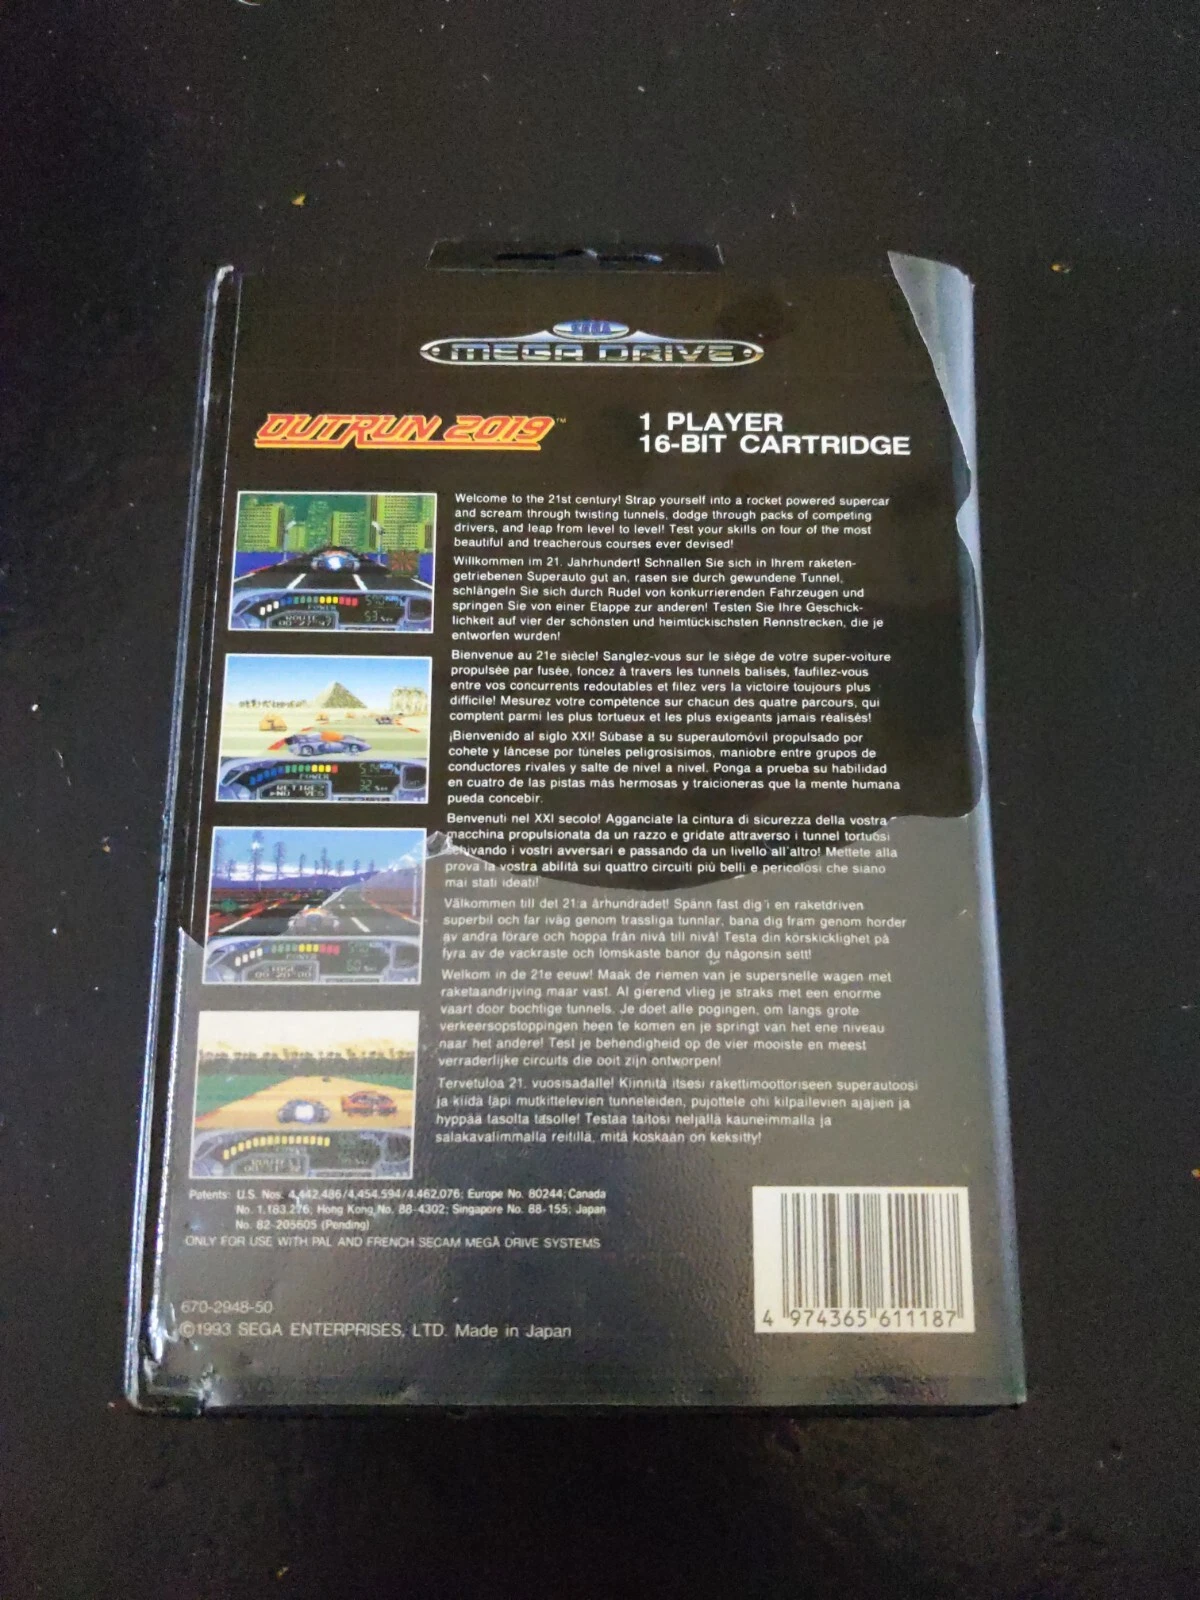 SEGA
MEGA DRIVE
OUTRUN 2019™
1 PLAYER
16-BIT CARTRIDGE
Welcome to the 21st century! Strap yourself into a rocket powered supercar
and scream through twisting tunnels, dodge through packs of competing
drivers, and leap from level to level! Test your skills on four of the most
beautiful and treacherous courses ever devised!
Willkommen im 21. Jahrhundert! Schnallen Sie sich in Ihrem raketen-
getriebenen Superauto gut an, rasen sie durch gewundene Tunnel,
schlängeln Sie sich durch Rudel von konkurrierenden Fahrzeugen und
springen Sie von einer Etappe zur anderen! Testen Sie Ihre Geschick-
lichkeit auf vier der schönsten und heimtückischsten Rennstrecken, die je
entworfen wurden!
Bienvenue au 21e siècle! Sanglez-vous sur le siège de votre super-voiture
propulsée par fusée, foncez à travers les tunnels balisés, faufilez-vous
entre vos concurrents redoutables et filez vers la victoire toujours plus
difficile! Mesurez votre compétence sur chacun des quatre parcours, qui
comptent parmi les plus tortueux et les plus exigeants jamais réalisés!
¡Bienvenido al siglo XXI! Súbase a su superautomóvil propulsado por
cohete y láncese por túneles peligrosísimos, maniobre entre grupos de
conductores rivales y salte de nivel a nivel. Ponga a prueba su habilidad
en cuatro de las pistas más hermosas y traicioneras que la mente humana
pueda concebir.
Benvenuti nel XXI secolo! Agganciate la cintura di sicurezza della vostra
macchina propulsionata da un razzo e gridate attraverso i tunnel tortuosi
schivando i vostri avversari e passando da un livello all'altro! Mettete alla
prova la vostra abilità sui quattro circuiti più belli e pericolosi che siano
mai stati ideati!
Välkommen till det 21:a århundradet! Spänn fast dig i en raketdriven
superbil och far iväg genom trassliga tunnlar, bana dig fram genom horder
av andra förare och hoppa från nivå till nivå! Testa din körskicklighet på
fyra av de vackraste och lömskaste banor du någonsin sett!
Welkom in de 21e eeuw! Maak de riemen van je supersnelle wagen met
raketaandrijving maar vast. Al gierend vlieg je straks met een enorme
vaart door bochtige tunnels. Je doet alle pogingen, om langs grote
verkeersopstoppingen heen te komen en je springt van het ene niveau
naar het andere! Test je behendigheid op de vier mooiste en meest
verraderlijke circuits die ooit zijn ontworpen!
Tervetuloa 21. vuosisadalle! Kiinnitä itsesi rakettimoottoriseen superautoosi
ja kiidä läpi mutkittelevien tunneleiden, pujottele ohi kilpailevien ajajien ja
hyppää tasolta tasolle! Testaa taitosi neljällä kauneimmalla ja
salakavalimmalla reitillä, mitä koskaan on keksitty!
POWER
ROUTE
53
POWER
RETIRE?
NO YES
32
POWER
60
ROUTE
Patents: U.S. Nos. 4,442,486/4,454,594/4,462,076; Europe No. 80244; Canada
No. 1,183,276; Hong Kong No. 88-4302; Singapore No. 88-155; Japan
No. 82-205605 (Pending)
ONLY FOR USE WITH PAL AND FRENCH SECAM MEGA DRIVE SYSTEMS
670-2948-50
©1993 SEGA ENTERPRISES, LTD. Made in Japan
4 974365 611187